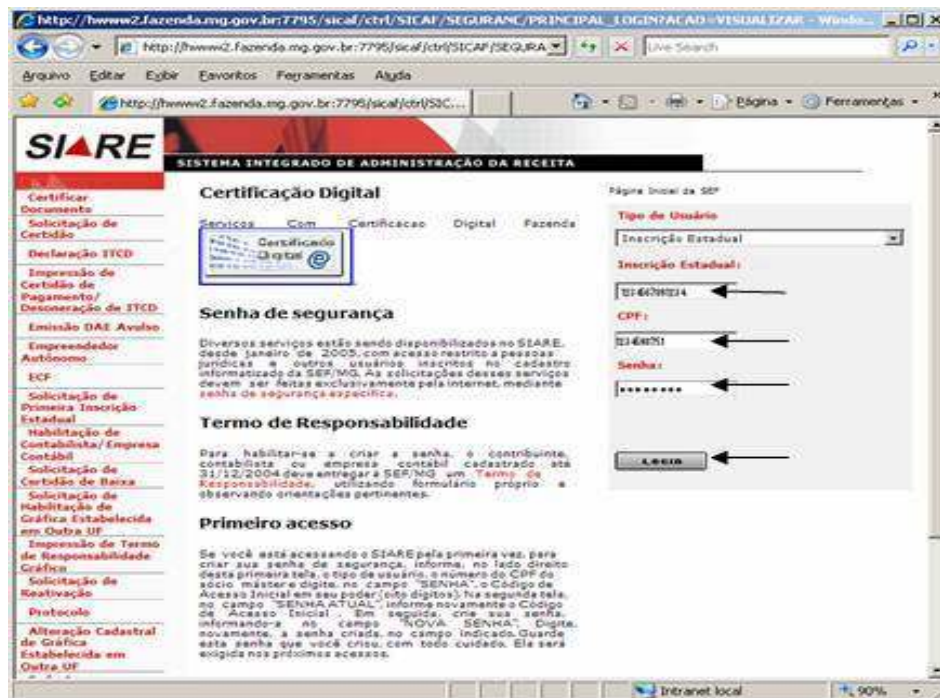 http://hwww2.fazenda.mg.gov.br:7795/sicaf/ctrl/SICAF/SEGURANC/PRINCIPAL_LOGIN?ACAO=VISUALIZAR - Windo...
http://hwww2.fazenda.mg.gov.br:7795/sicaf/ctrl/SICAF/SEGURA
Live Search
Arquivo Editar Exibir Favoritos Ferramentas Ajuda
http://hwww2.fazenda.mg.gov.br:7795/sicaf/ctrl/SIC...
Página
Ferramentas
SIARE
SISTEMA INTEGRADO DE ADMINISTRAÇÃO DA RECEITA
Certificar
Documento
Solicitação de
Certidão
Declaração ITCD
Impressão de
Certidão de
Pagamento/
Desoneração de ITCD
Emissão DAE Avulso
Empreendedor
Autônomo
ECF
Solicitação de
Primeira Inscrição
Estadual
Habilitação de
Contabilista/Empresa
Contábil
Solicitação de
Certidão de Baixa
Solicitação de
Habilitação de
Gráfica Estabelecida
em Outra UF
Impressão de Termo
de Responsabilidade
Gráfica
Solicitação de
Reativação
Protocolo
Alteração Cadastral
de Gráfica
Estabelecida em
Outra UF
Certificação Digital
Servicos Com Certificacao Digital Fazenda
Certificado
Digital
Senha de segurança
Diversos serviços estão sendo disponibilizados no SIARE,
desde janeiro de 2005, com acesso restrito a pessoas
jurídicas e outros usuários inscritos no cadastro
informatizado da SEF/MG. As solicitações desses serviços
devem ser feitas exclusivamente pela internet, mediante
senha de segurança específica.
Termo de Responsabilidade
Para habilitar-se a criar a senha, o contribuinte,
contabilista ou empresa contábil cadastrado até
31/12/2004 deve entregar à SEF/MG um Termo de
Responsabilidade, utilizando formulário próprio e
observando orientações pertinentes.
Primeiro acesso
Se você está acessando o SIARE pela primeira vez, para
criar sua senha de segurança, informe, no lado direito
desta primeira tela, o tipo de usuário, o número do CPF do
sócio máster e digite, no campo "SENHA", o Código de
Acesso Inicial em seu poder (oito dígitos). Na segunda tela,
no campo "SENHA ATUAL", informe novamente o Código
de Acesso Inicial . Em seguida, crie sua senha,
informando-a no campo "NOVA SENHA". Digite,
novamente, a senha criada, no campo indicado. Guarde
esta senha que você criou, com todo cuidado. Ela será
exigida nos próximos acessos.
Página Inicial da SEF
Tipo de Usuário
Inscrição Estadual
Inscrição Estadual:
CPF:
Senha:
Login
Intranet local
90%